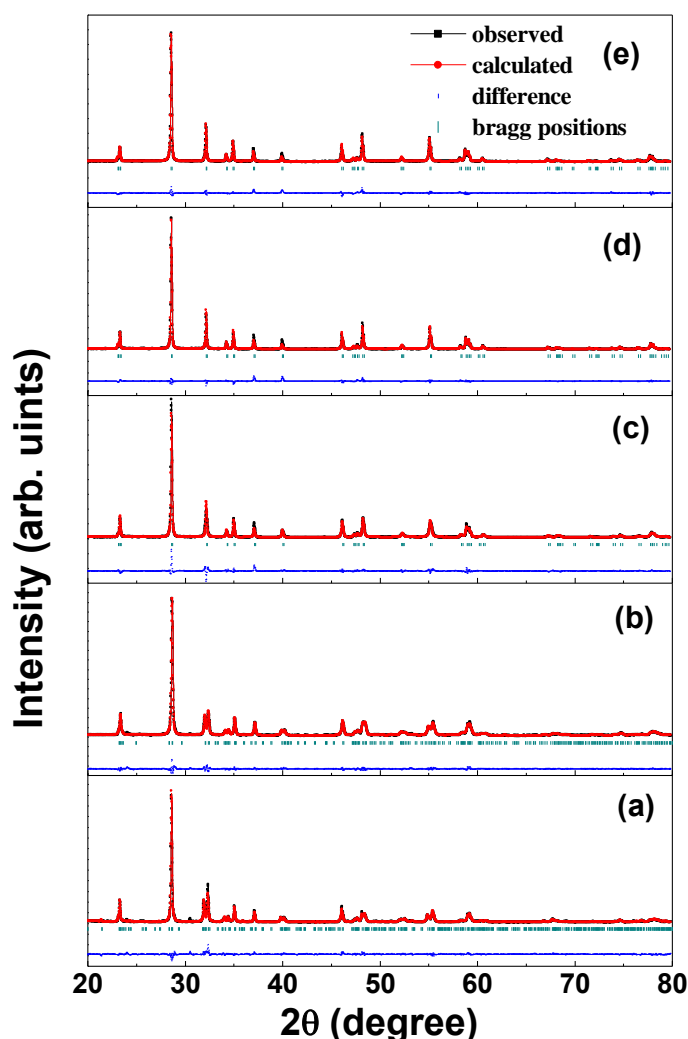 observed
calculated
difference
bragg positions
(e)
(d)
(c)
(b)
(a)
Intensity (arb. uints)
20 30 40 50 60 70 80
2θ (degree)